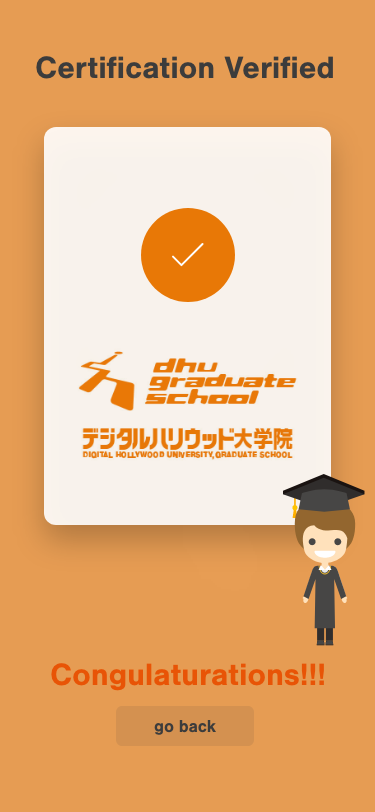 Certification Verified
dhu
graduate
school
デジタルハリウッド大学院
DIGITAL HOLLYWOOD UNIVERSITY, GRADUATE SCHOOL
Congulaturations!!!
go back